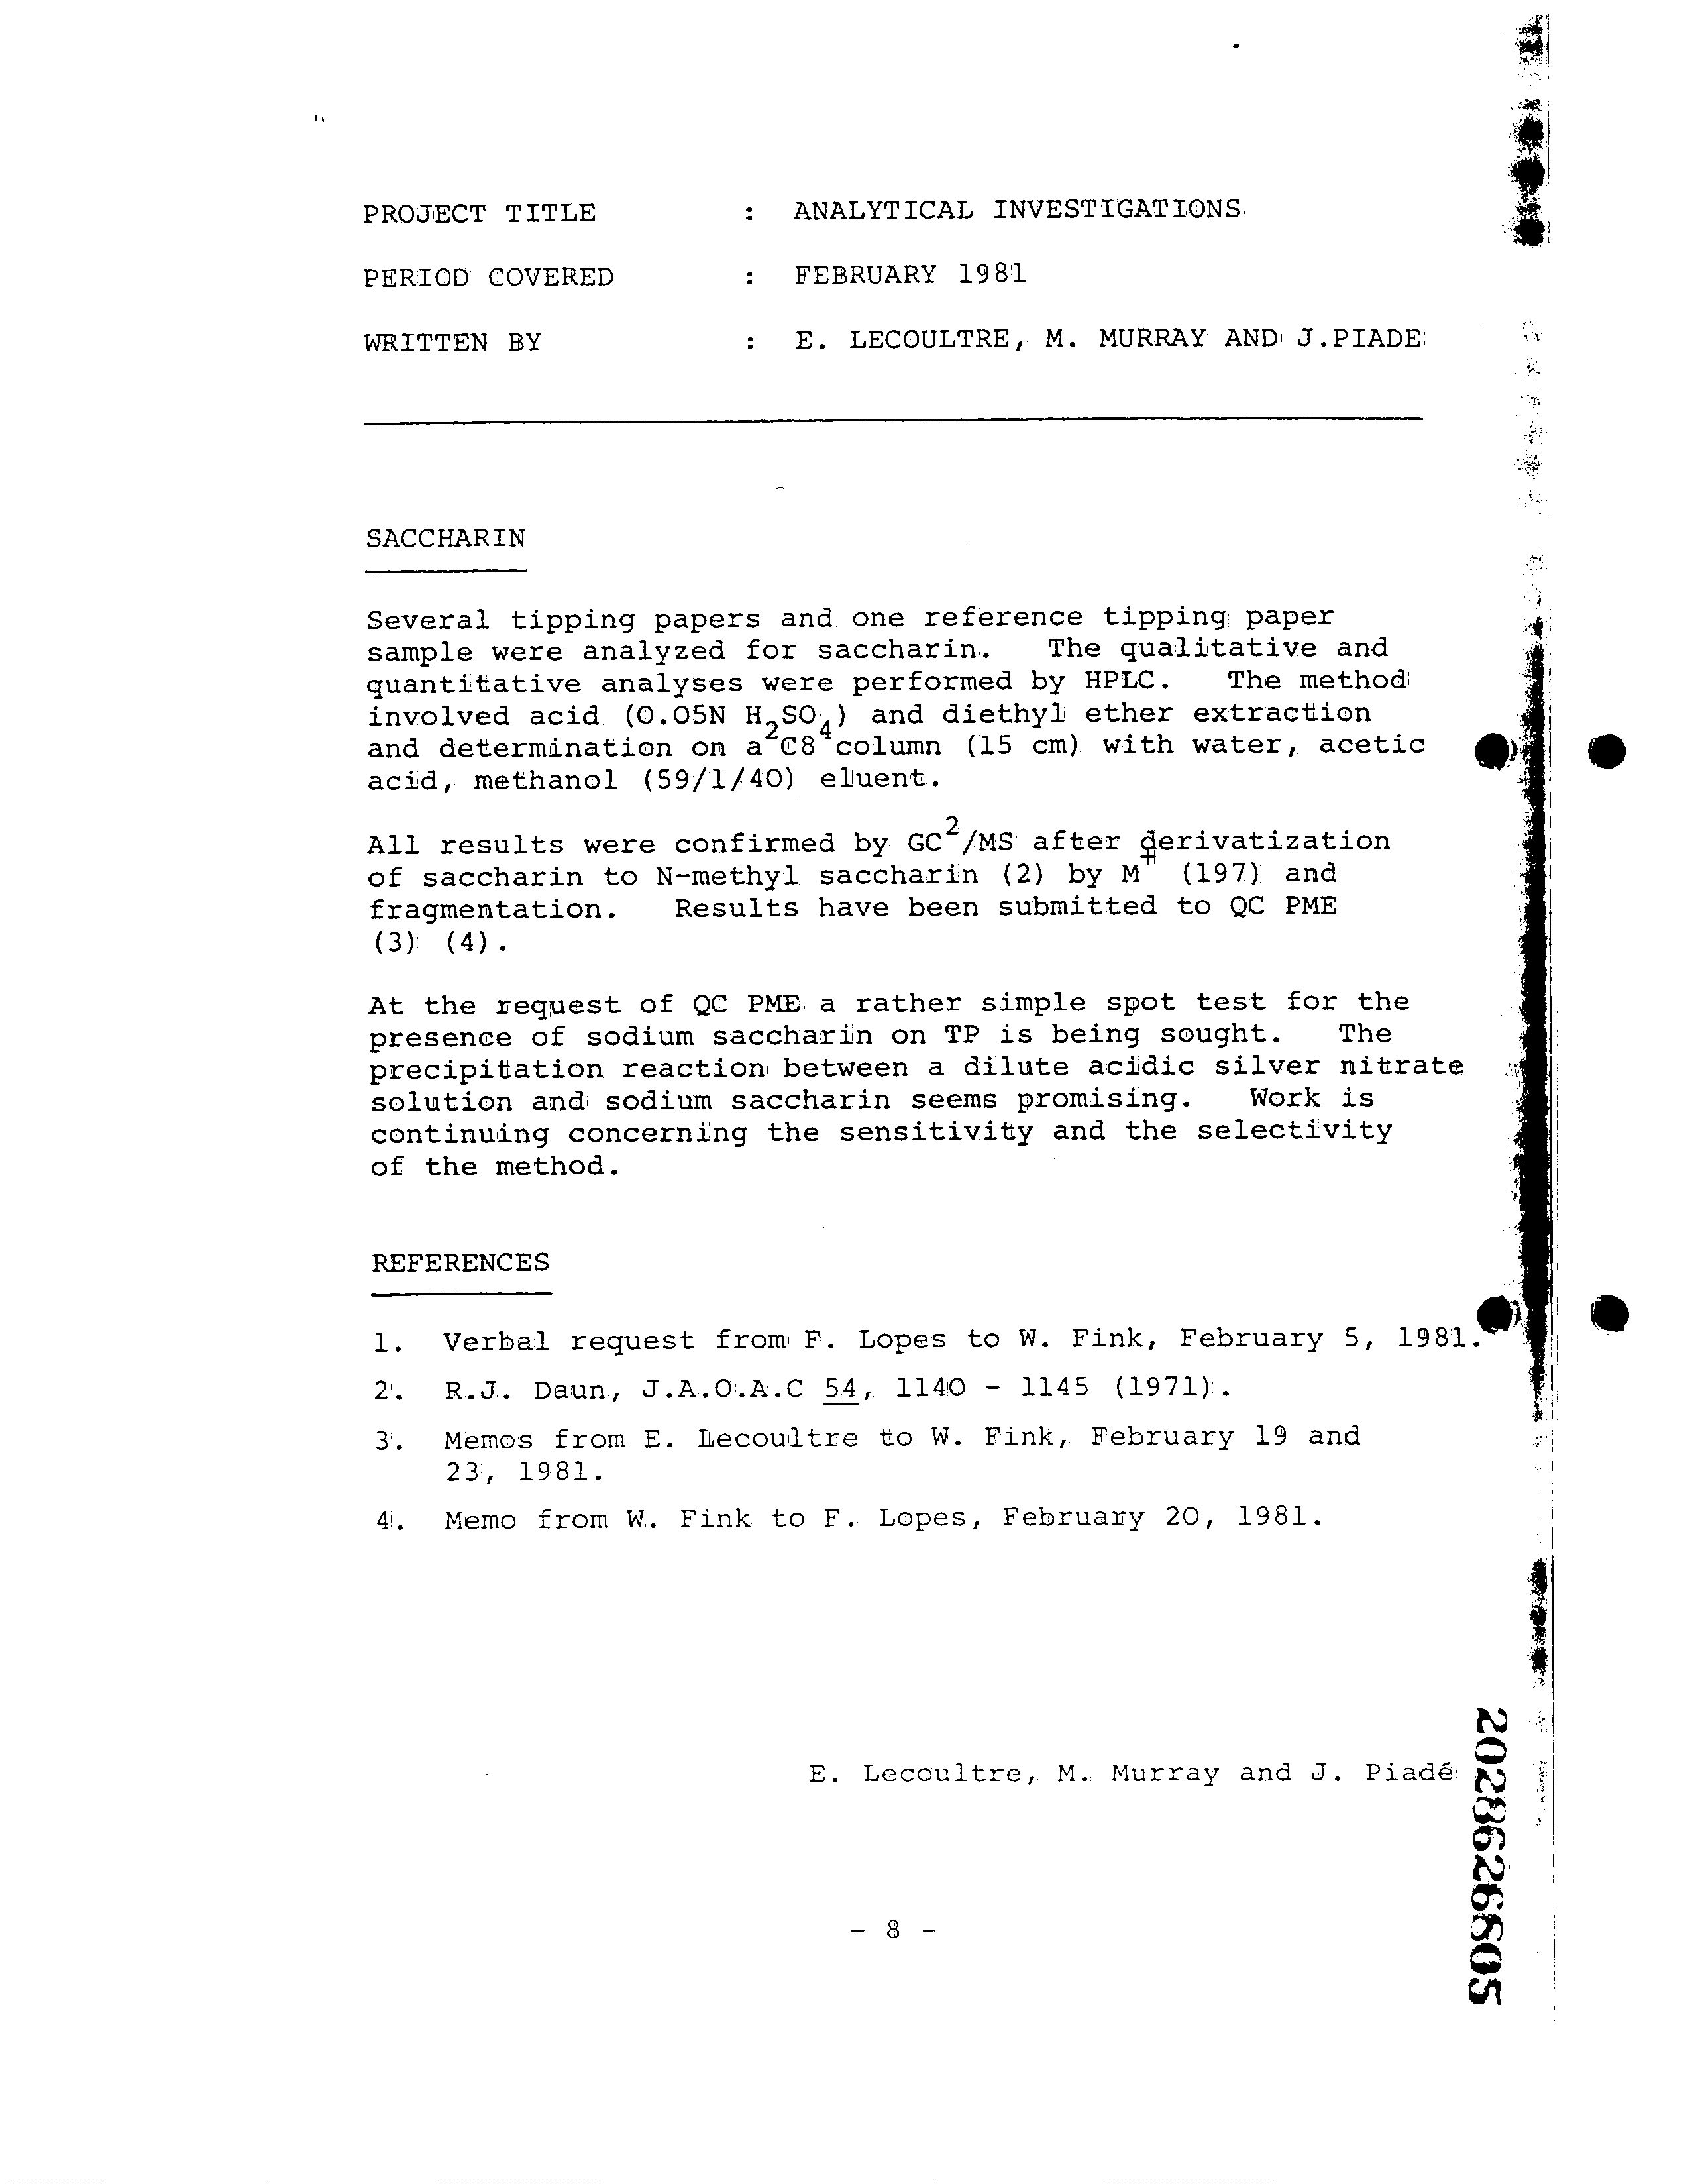 PROJECT TITLE : ANALYTICAL INVESTIGATIONS
PERIOD COVERED : FEBRUARY 1981
WRITTEN BY : E. LECOULTRE, M. MURRAY AND J.PIADE
SACCHARIN
Several tipping papers and one reference tipping paper
sample were analyzed for saccharin. The qualitative and
quantitative analyses were performed by HPLC. The method
involved acid (0.05N H₂SO₄) and diethyl ether extraction
and determination on a C8 column (15 cm) with water, acetic
acid, methanol (59/1/40) eluent.
All results were confirmed by GC²/MS after derivatization
of saccharin to N-methyl saccharin (2) by M⁺ (197) and
fragmentation. Results have been submitted to QC PME
(3) (4).
At the request of QC PME a rather simple spot test for the
presence of sodium saccharin on TP is being sought. The
precipitation reaction between a dilute acidic silver nitrate
solution and sodium saccharin seems promising. Work is
continuing concerning the sensitivity and the selectivity
of the method.
REFERENCES
1. Verbal request from F. Lopes to W. Fink, February 5, 1981.
2. R.J. Daun, J.A.O.A.C 54, 1140 - 1145 (1971).
3. Memos from E. Lecoultre to W. Fink, February 19 and
23, 1981.
4. Memo from W. Fink to F. Lopes, February 20, 1981.
E. Lecoultre, M. Murray and J. Piadé
- 8 -
2028626605